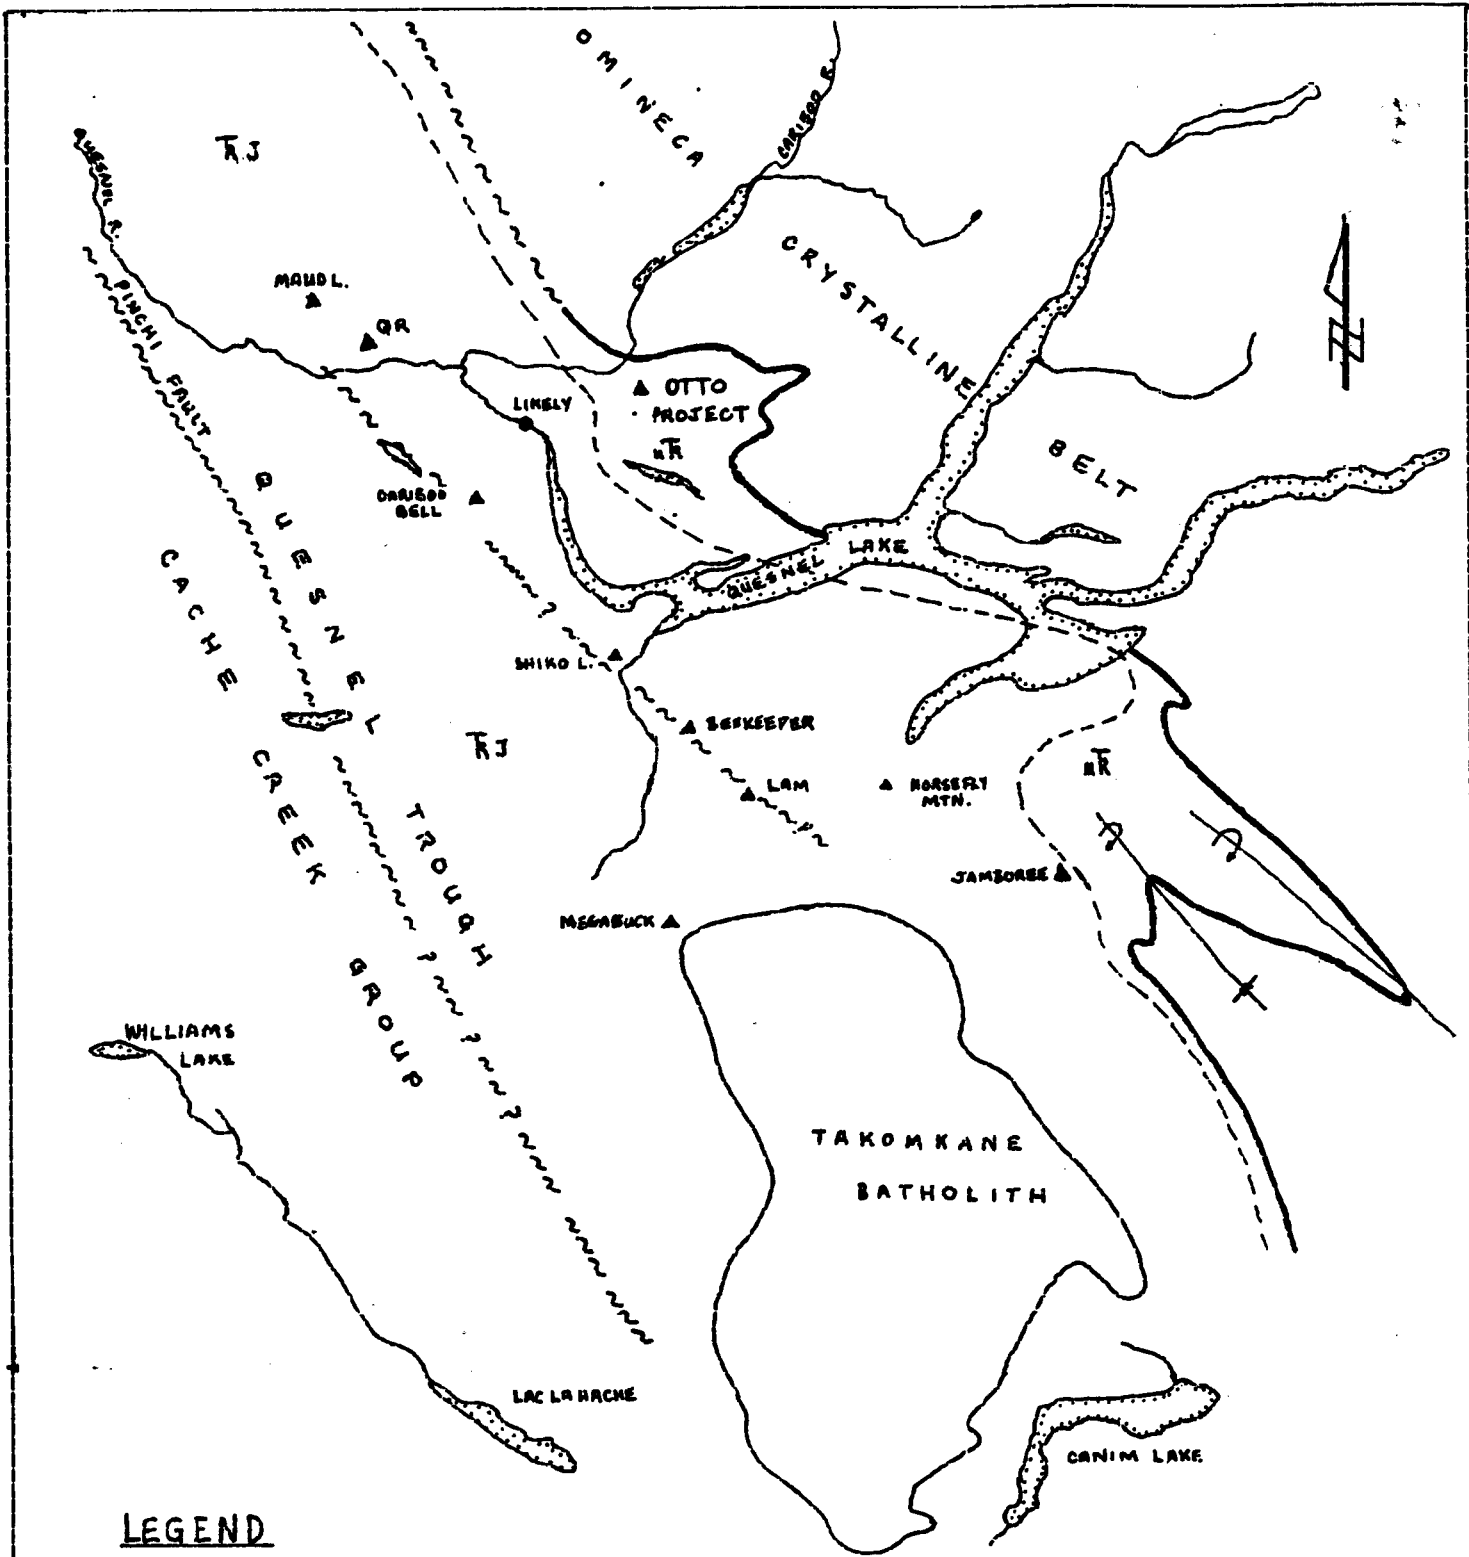 OMINECA
CRYSTALLINE
BELT
CARIBOO R.
QUESNEL R.
TR.J
MAUD L.
QR
PINCHI FAULT
OTTO
PROJECT
LIKELY
uTR
CARIBOO
BELL
QUESNEL
TROUGH
CACHE
CREEK
GROUP
QUESNEL
LAKE
?
SHIKO L.
BEEKEEPER
TRJ
LAM
HORSEFLY
MTN.
uTR
JAMBOREE
MEGABUCK
?
?
?
?
WILLIAMS
LAKE
TAKOMKANE
BATHOLITH
LAC LA HACHE
CANIM LAKE
N
LEGEND